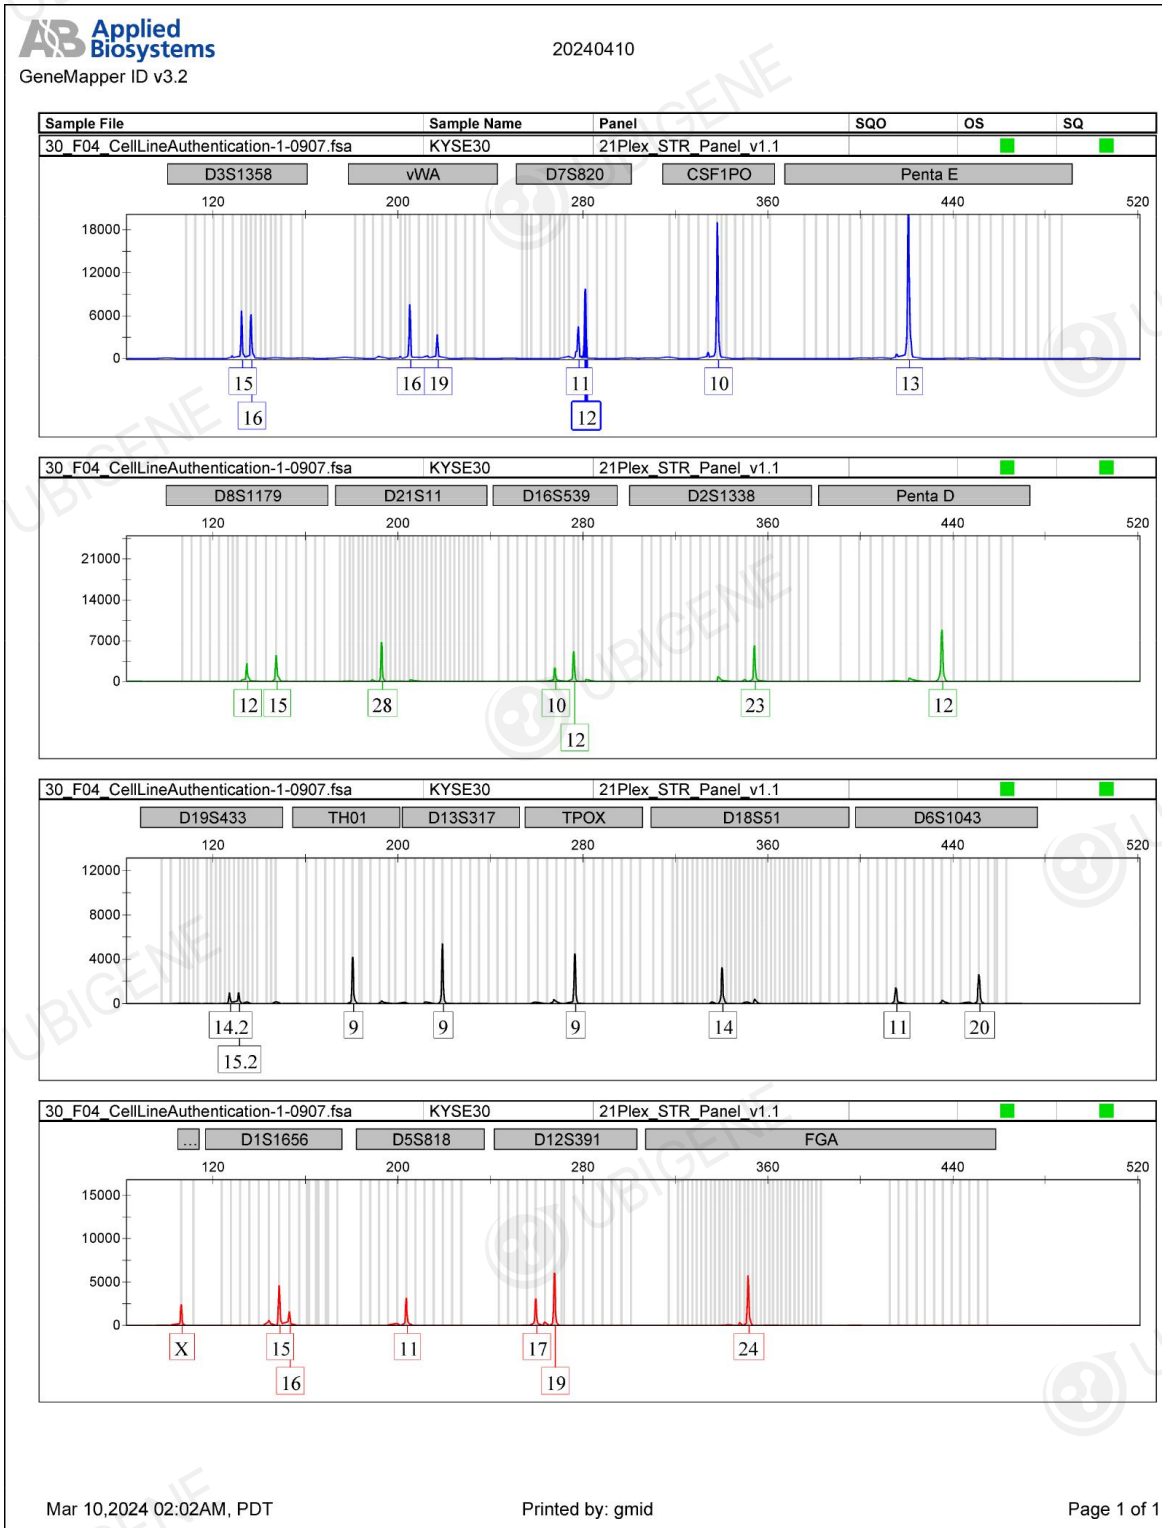 AB Applied
Biosystems
20240410
GeneMapper ID v3.2
Sample File Sample Name Panel SQO OS SQ
30_F04_CellLineAuthentication-1-0907.fsa KYSE30 21Plex_STR_Panel_v1.1
D3S1358 vWA D7S820 CSF1PO Penta E
120 200 280 360 440 520
18000
12000
6000
0
15 16 19 11 10 13
16 12
30_F04_CellLineAuthentication-1-0907.fsa KYSE30 21Plex_STR_Panel_v1.1
D8S1179 D21S11 D16S539 D2S1338 Penta D
120 200 280 360 440 520
21000
14000
7000
0
12 15 28 10 23 12
12
30_F04_CellLineAuthentication-1-0907.fsa KYSE30 21Plex_STR_Panel_v1.1
D19S433 TH01 D13S317 TPOX D18S51 D6S1043
120 200 280 360 440 520
12000
8000
4000
0
14.2 9 9 9 14 11 20
15.2
30_F04_CellLineAuthentication-1-0907.fsa KYSE30 21Plex_STR_Panel_v1.1
... D1S1656 D5S818 D12S391 FGA
120 200 280 360 440 520
15000
10000
5000
0
X 15 11 17 24
16 19
Mar 10,2024 02:02AM, PDT Printed by: gmid Page 1 of 1
UBIGENE
UBIGENE
UBIGENE
UBIGENE
UBIGENE